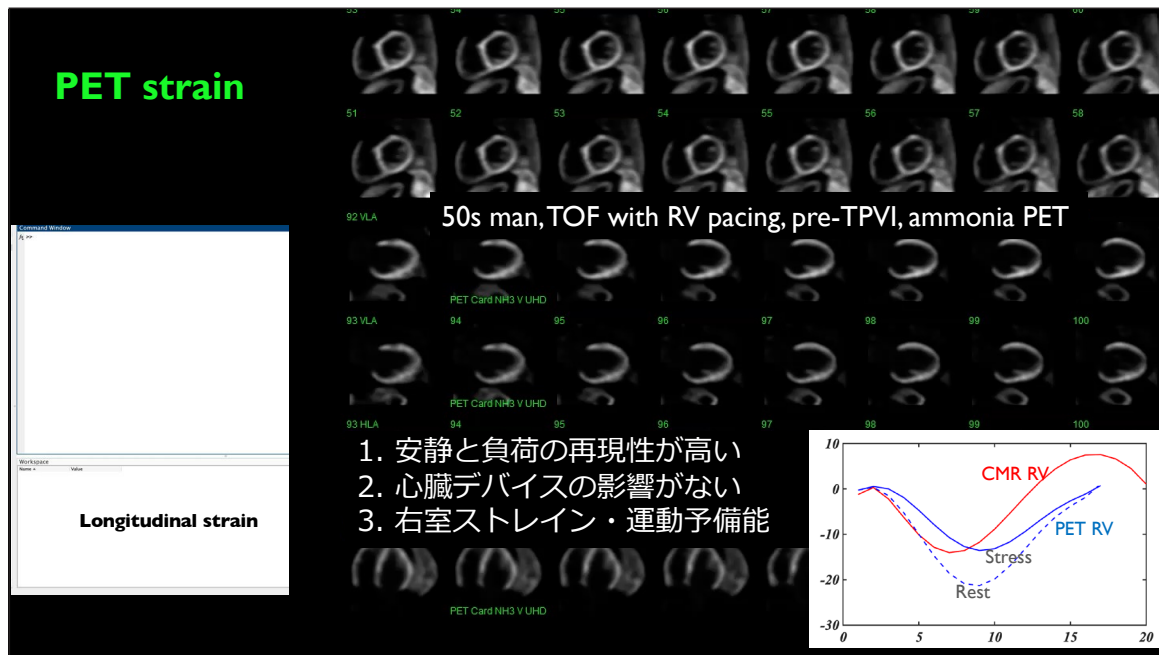 PET strain
53 54 55 56 57 58 59 60
51 52 53 54 55 56 57 58
50s man, TOF with RV pacing, pre-TPVI, ammonia PET
92 VLA
PET Card NH3 V UHD
93 VLA 94 95 96 97 98 99 100
PET Card NH3 V UHD
93 HLA 94 95 96 97 98 99 100
Command Window
fx >>
Workspace
Name Value
Longitudinal strain
1. 安静と負荷の再現性が高い
2. 心臓デバイスの影響がない
3. 右室ストレイン・運動予備能
PET Card NH3 V UHD
10
0
-10
-20
-30
0 5 10 15 20
CMR RV
PET RV
Stress
Rest